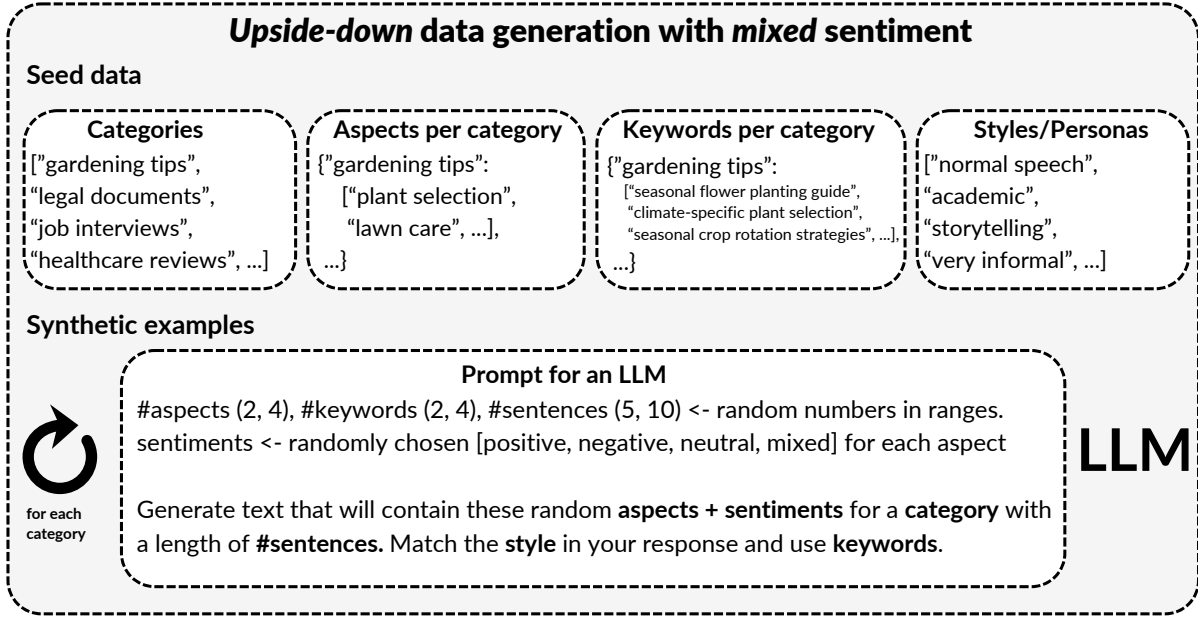 Upside-down data generation with mixed sentiment
Seed data
Categories
[”gardening tips”,
“legal documents”,
“job interviews”,
“healthcare reviews”, ...]
Aspects per category
{”gardening tips”:
[“plant selection”,
“lawn care”, ...],
...}
Keywords per category
{”gardening tips”:
[“seasonal flower planting guide”,
“climate-specific plant selection”,
“seasonal crop rotation strategies”, ...],
...}
Styles/Personas
[”normal speech”,
“academic”,
“storytelling”,
“very informal”, ...]
Synthetic examples
for each
category
Prompt for an LLM
#aspects (2, 4), #keywords (2, 4), #sentences (5, 10) <- random numbers in ranges.
sentiments <- randomly chosen [positive, negative, neutral, mixed] for each aspect
Generate text that will contain these random aspects + sentiments for a category with
a length of #sentences. Match the style in your response and use keywords.
LLM